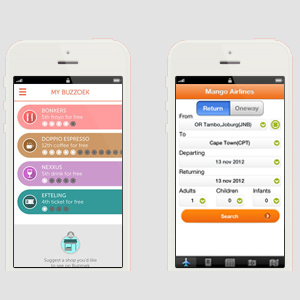 MY BUZZOEK
BONKERS
5th frops for free
DOPPIO ESPRESSO
12th coffee for free
NEXXUS
5th drink for free
EFTELING
4th ticket for free
Suggest a shop you'd like
to see on Buzzoek
Mango Airlines
Return
Oneway
From
OR Tambo,Joburg(JNB)
To
Cape Town(CPT)
Departing
13 nov 2012
Returning
13 nov 2012
Adults
Children
Infants
1
0
0
Search